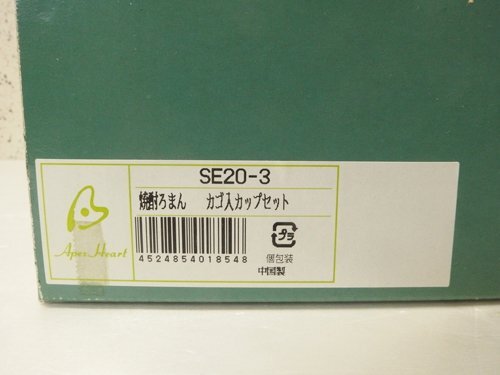 SE20-3
焼酎ろまん カゴ入カップセット
Aper Heart
4524854018548
プラ
個包装
中国製